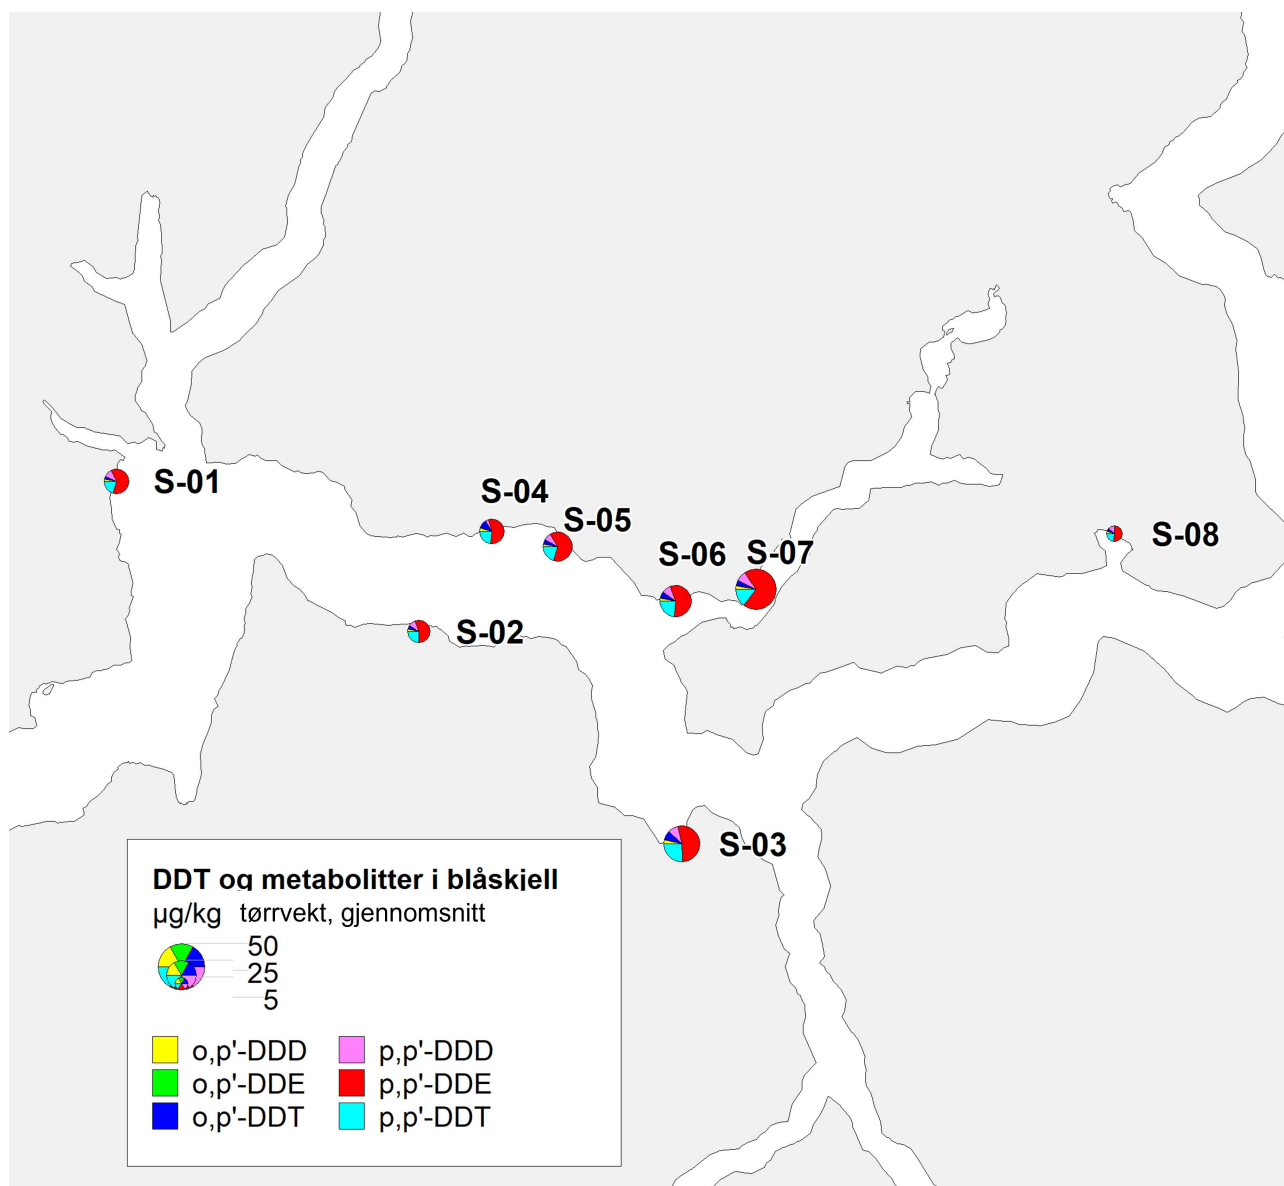 S-01
S-04
S-05
S-06
S-07
S-08
S-02
S-03
DDT og metabolitter i blåskjell
µg/kg tørrvekt, gjennomsnitt
50
25
5
o,p'-DDD p,p'-DDD
o,p'-DDE p,p'-DDE
o,p'-DDT p,p'-DDT